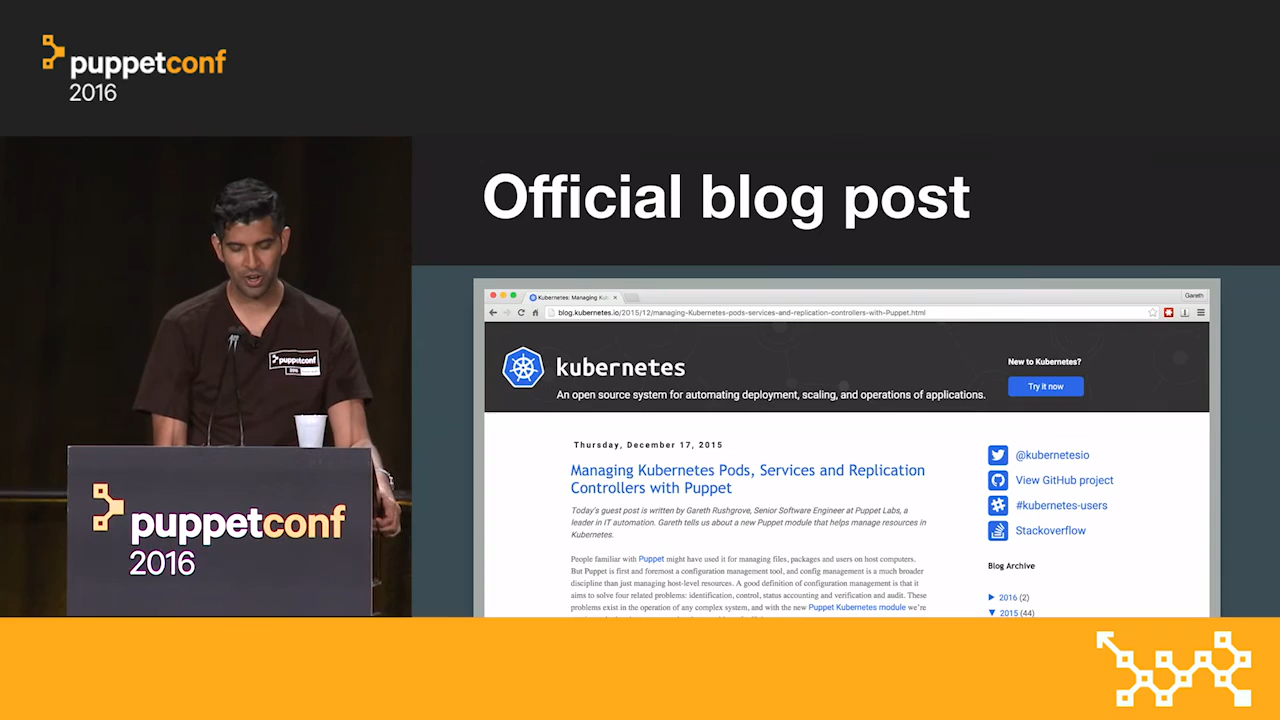 puppetconf
2016
Official blog post
Kubernetes: Managing Ku
Gareth
blog.kubernetes.io/2015/12/managing-Kubernetes-pods-services-and-replication-controllers-with-Puppet.html
kubernetes
An open source system for automating deployment, scaling, and operations of applications.
New to Kubernetes?
Try it now
Thursday, December 17, 2015
Managing Kubernetes Pods, Services and Replication
Controllers with Puppet
Today's guest post is written by Gareth Rushgrove, Senior Software Engineer at Puppet Labs, a
leader in IT automation. Gareth tells us about a new Puppet module that helps manage resources in
Kubernetes.
People familiar with Puppet might have used it for managing files, packages and users on host computers.
But Puppet is first and foremost a configuration management tool, and config management is a much broader
discipline than just managing host-level resources. A good definition of configuration management is that it
aims to solve four related problems: identification, control, status accounting and verification and audit. These
problems exist in the operation of any complex system, and with the new Puppet Kubernetes module we're
@kubernetesio
View GitHub project
#kubernetes-users
Stackoverflow
Blog Archive
► 2016 (2)
▼ 2015 (44)
puppetconf
2016
puppetconf
2016